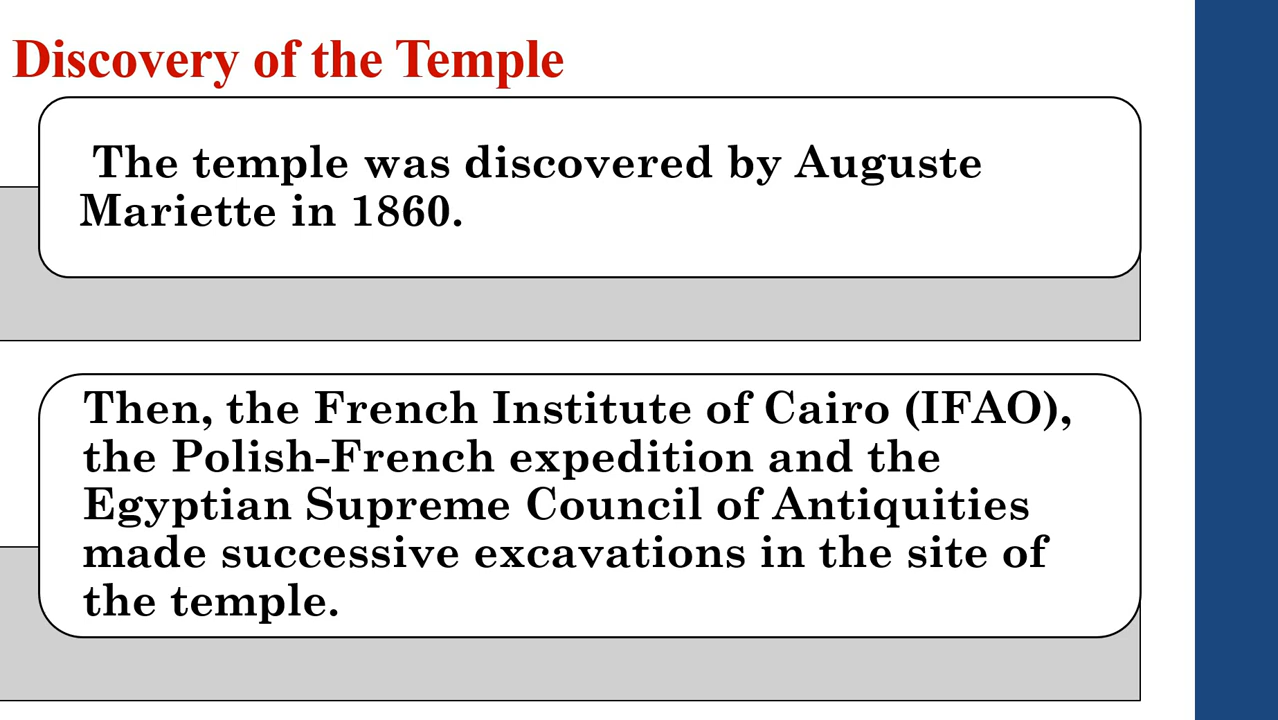 Discovery of the Temple
The temple was discovered by Auguste
Mariette in 1860.
Then, the French Institute of Cairo (IFAO),
the Polish-French expedition and the
Egyptian Supreme Council of Antiquities
made successive excavations in the site of
the temple.